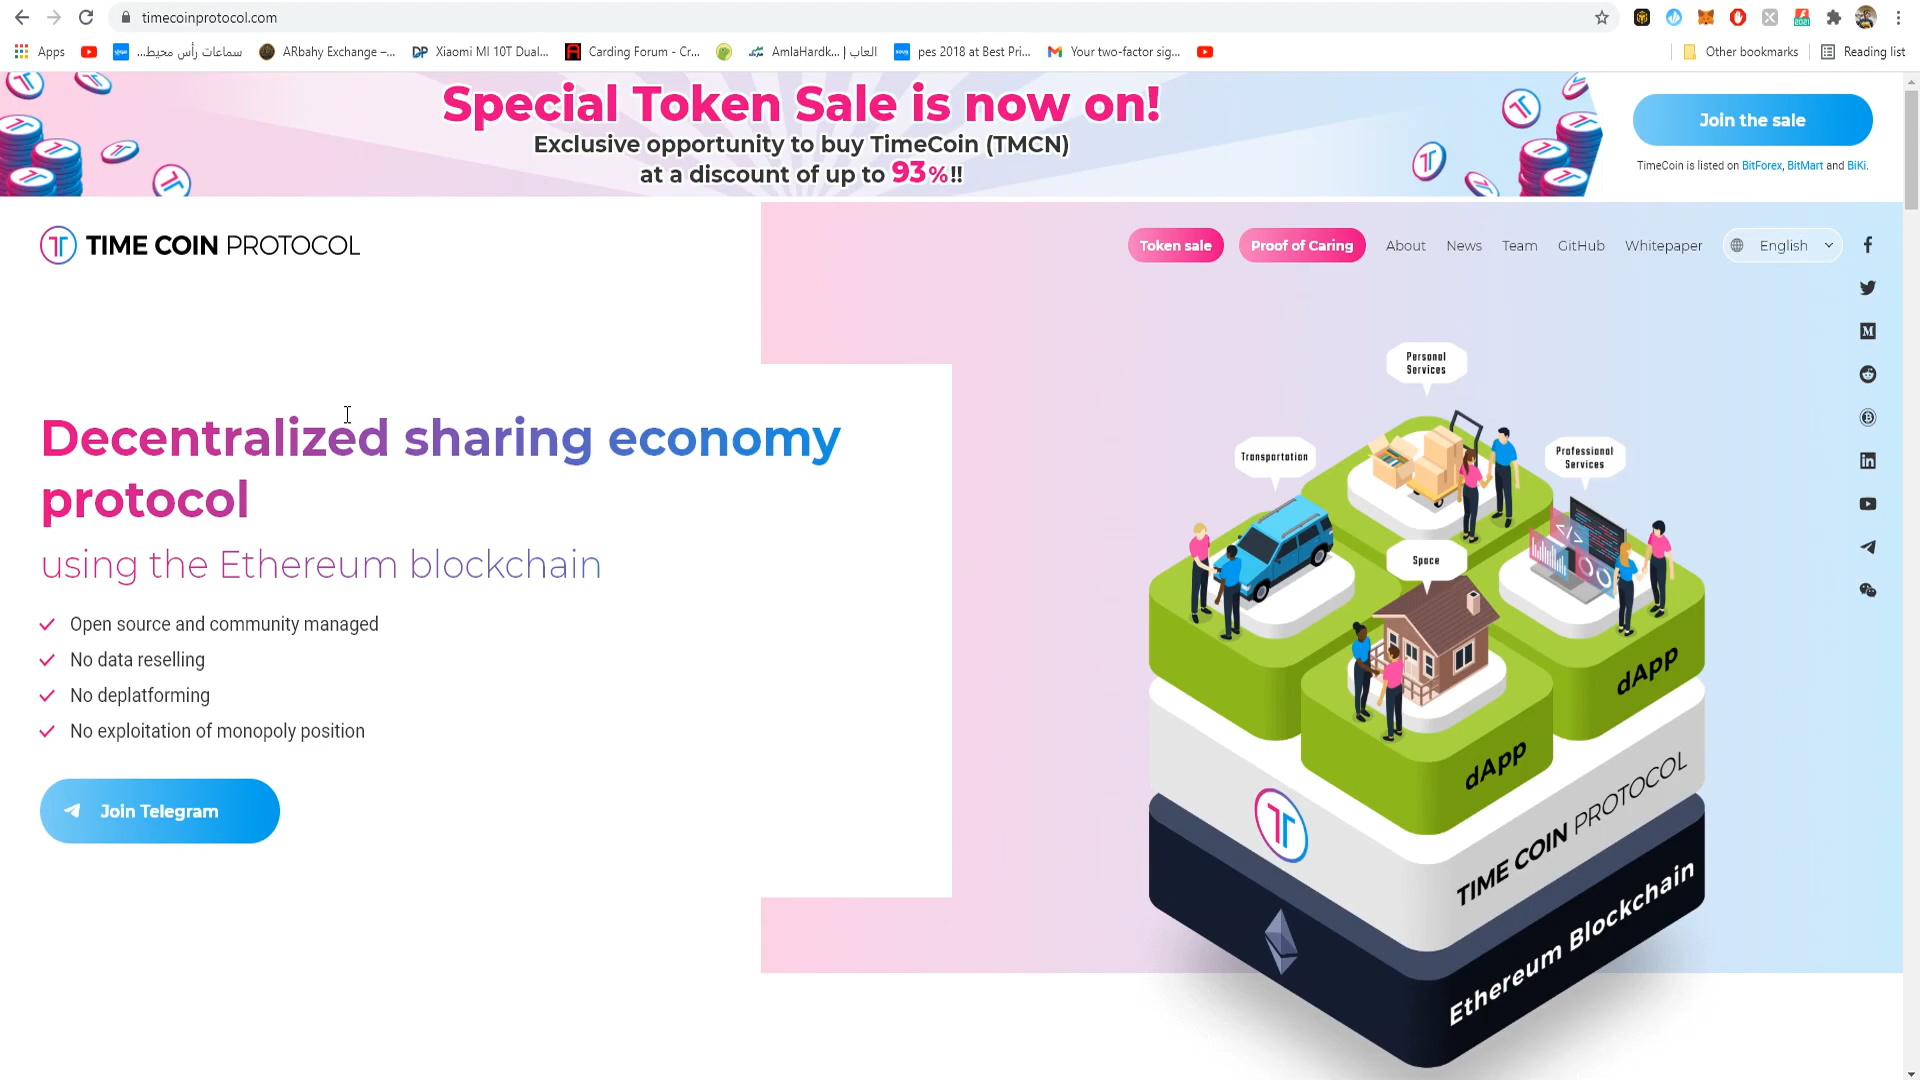 timecoinprotocol.com
Apps
سماعات رأس محيط...
ARbahy Exchange –...
Xiaomi MI 10T Dual...
Carding Forum - Cr...
AmlaHardk... | العاب
pes 2018 at Best Pri...
Your two-factor sig...
Other bookmarks
Reading list
Special Token Sale is now on!
Exclusive opportunity to buy TimeCoin (TMCN)
at a discount of up to 93%!!
Join the sale
TimeCoin is listed on BitForex, BitMart and BiKi.
TIME COIN PROTOCOL
Token sale
Proof of Caring
About
News
Team
GitHub
Whitepaper
English
Decentralized sharing economy
protocol
using the Ethereum blockchain
Open source and community managed
No data reselling
No deplatforming
No exploitation of monopoly position
Join Telegram
Personal
Services
Transportation
Professional
Services
Space
dApp
dApp
TIME COIN PROTOCOL
Ethereum Blockchain